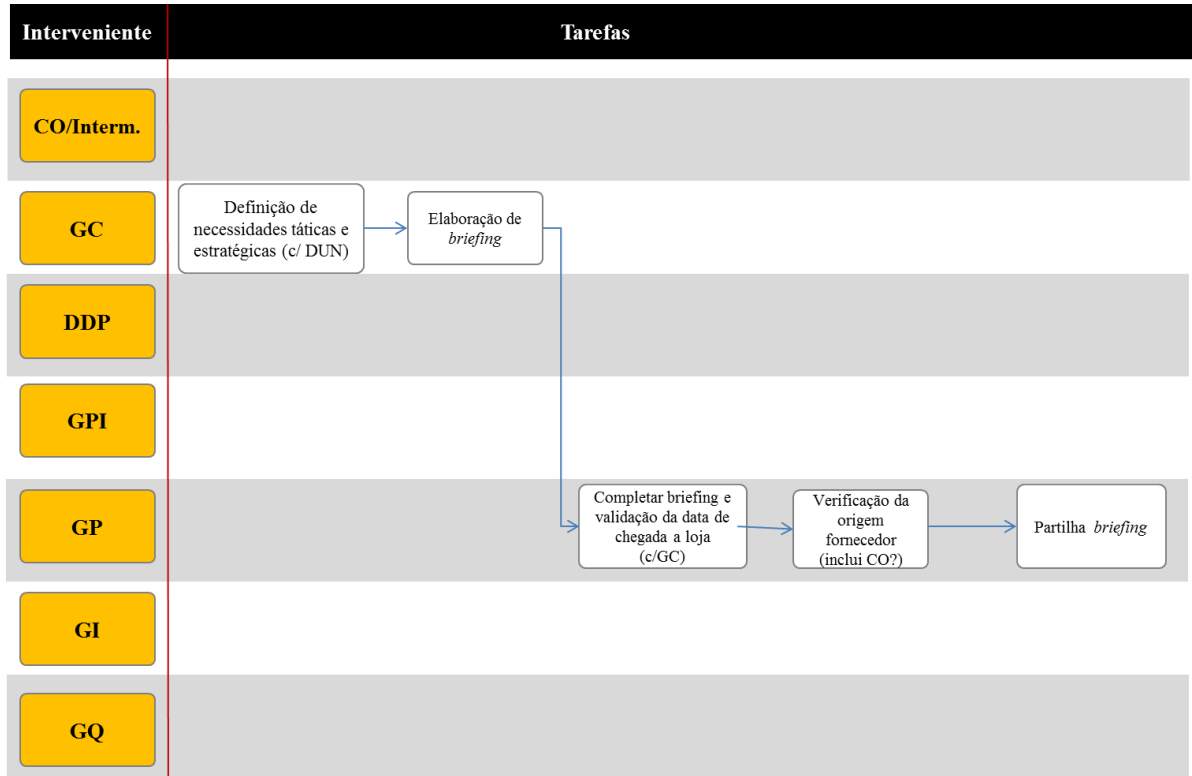 Interveniente
Tarefas
CO/Interm.
GC
Definição de
necessidades táticas e
estratégicas (c/ DUN)
Elaboração de
briefing
DDP
GPI
GP
Completar briefing e
validação da data de
chegada a loja
(c/GC)
Verificação da
origem
fornecedor
(inclui CO?)
Partilha briefing
GI
GQ